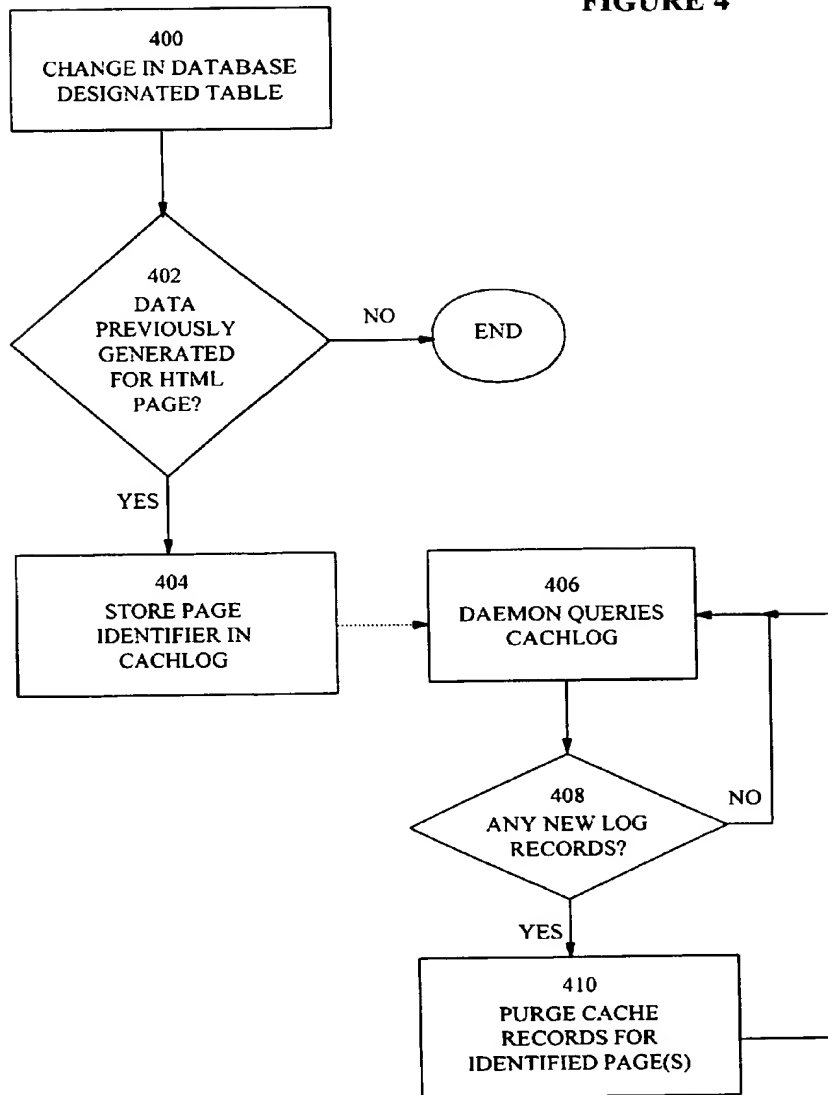 FIGURE 4
400
CHANGE IN DATABASE
DESIGNATED TABLE
402
DATA
PREVIOUSLY
GENERATED
FOR HTML
PAGE?
NO
END
YES
404
STORE PAGE
IDENTIFIER IN
CACHLOG
406
DAEMON QUERIES
CACHLOG
408
ANY NEW LOG
RECORDS?
NO
YES
410
PURGE CACHE
RECORDS FOR
IDENTIFIED PAGE(S)